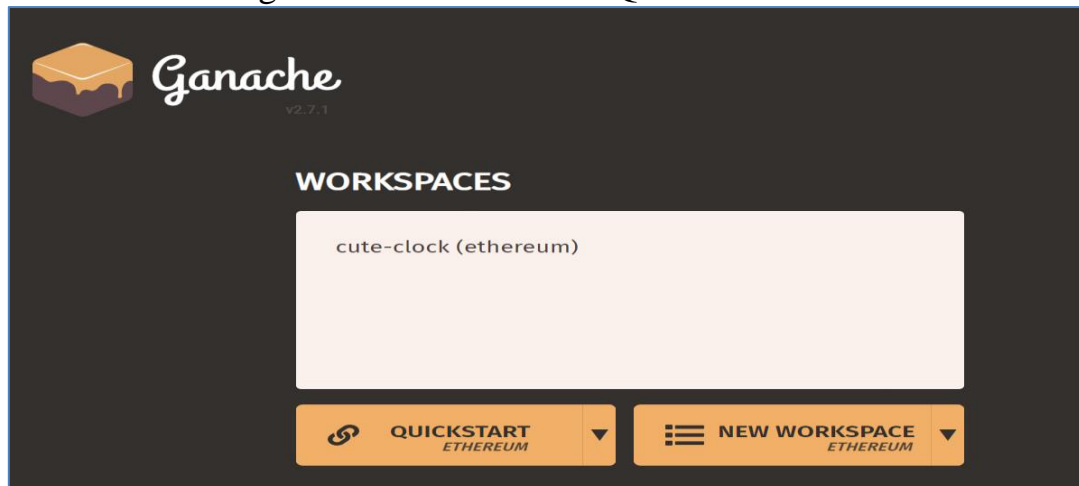 Ganache
v2.7.1
WORKSPACES
cute-clock (ethereum)
QUICKSTART
ETHEREUM
NEW WORKSPACE
ETHEREUM